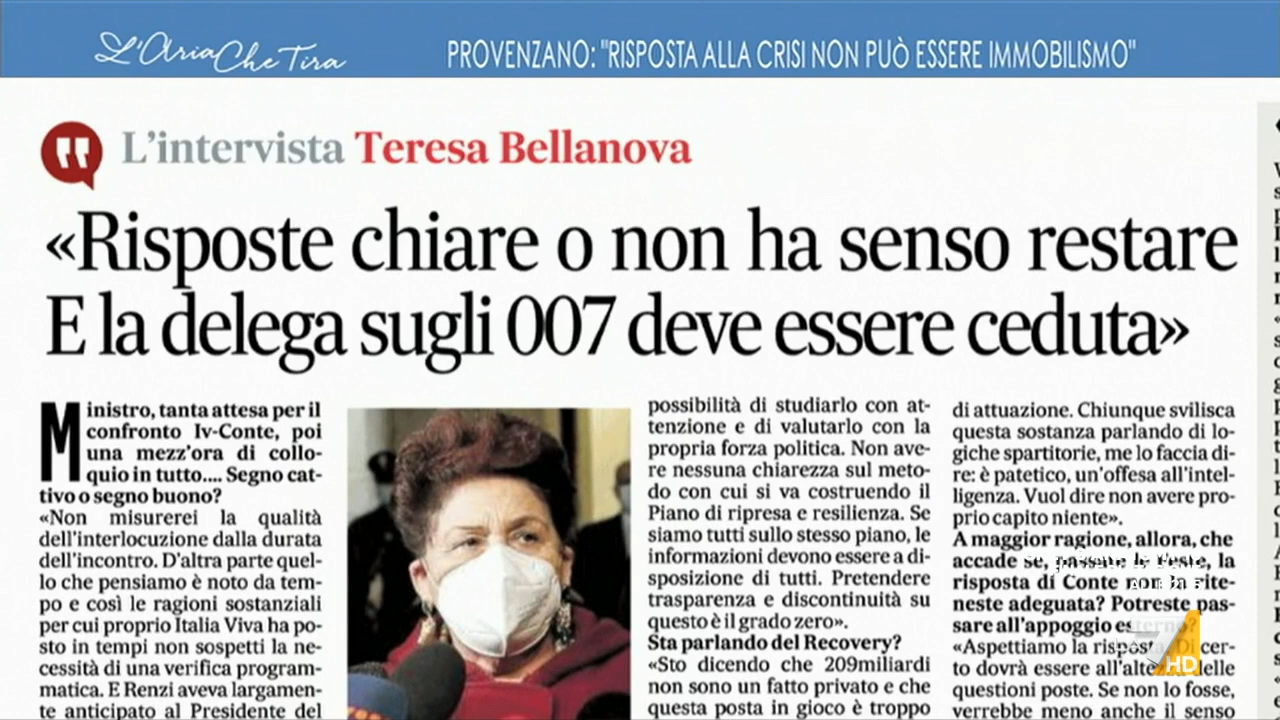 L'Aria Che Tira
PROVENZANO: "RISPOSTA ALLA CRISI NON PUÒ ESSERE IMMOBILISMO"
L'intervista Teresa Bellanova
«Risposte chiare o non ha senso restare
E la delega sugli 007 deve essere ceduta»
Ministro, tanta attesa per il
confronto Iv-Conte, poi
una mezz'ora di collo-
quio in tutto.... Segno cat-
tivo o segno buono?
«Non misurerei la qualità
dell'interlocuzione dalla durata
dell'incontro. D'altra parte quel-
lo che pensiamo è noto da tem-
po e così le ragioni sostanziali
per cui proprio Italia Viva ha po-
sto in tempi non sospetti la ne-
cessità di una verifica program-
matica. E Renzi aveva largamen-
te anticipato al Presidente del
possibilità di studiarlo con at-
tenzione e di valutarlo con la
propria forza politica. Non ave-
re nessuna chiarezza sul meto-
do con cui si va costruendo il
Piano di ripresa e resilienza. Se
siamo tutti sullo stesso piano, le
informazioni devono essere a di-
sposizione di tutti. Pretendere
trasparenza e discontinuità su
questo è il grado zero».
Sta parlando del Recovery?
«Sto dicendo che 209miliardi
non sono un fatto privato e che
questa posta in gioco è troppo
di attuazione. Chiunque svilisca
questa sostanza parlando di lo-
giche spartitorie, me lo faccia di-
re: è patetico, un'offesa all'intel-
ligenza. Vuol dire non avere pro-
prio capito niente».
A maggior ragione, allora, che
accade se, la
risposta di Conte non rite-
neste adeguata? Potreste pas-
sare all'appoggio esterno?
«Aspettiamo la risposta. Di cer-
to dovrà essere all'altezza delle
questioni poste. Se non lo fosse,
verrebbe meno anche il senso
7 HD